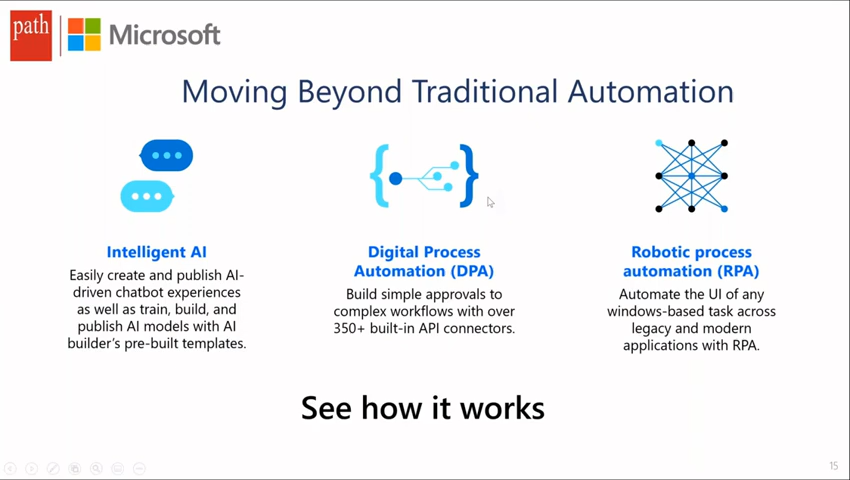 path
Microsoft
Moving Beyond Traditional Automation
Intelligent AI
Easily create and publish AI-
driven chatbot experiences
as well as train, build, and
publish AI models with AI
builder's pre-built templates.
Digital Process
Automation (DPA)
Build simple approvals to
complex workflows with over
350+ built-in API connectors.
Robotic process
automation (RPA)
Automate the UI of any
windows-based task across
legacy and modern
applications with RPA.
See how it works
15